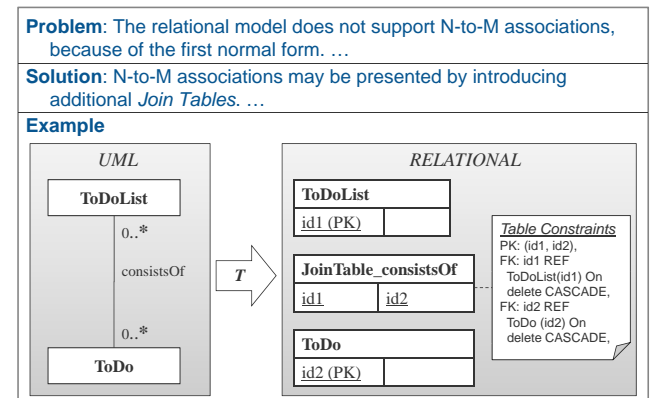 Problem: The relational model does not support N-to-M associations,
because of the first normal form. …
Solution: N-to-M associations may be presented by introducing
additional Join Tables. …
Example
UML
ToDoList
0..*
consistsOf
0..*
ToDo
T
RELATIONAL
ToDoList
id1 (PK)
JoinTable_consistsOf
id1 id2
ToDo
id2 (PK)
Table Constraints
PK: (id1, id2),
FK: id1 REF
ToDoList(id1) On
delete CASCADE,
FK: id2 REF
ToDo (id2) On
delete CASCADE,